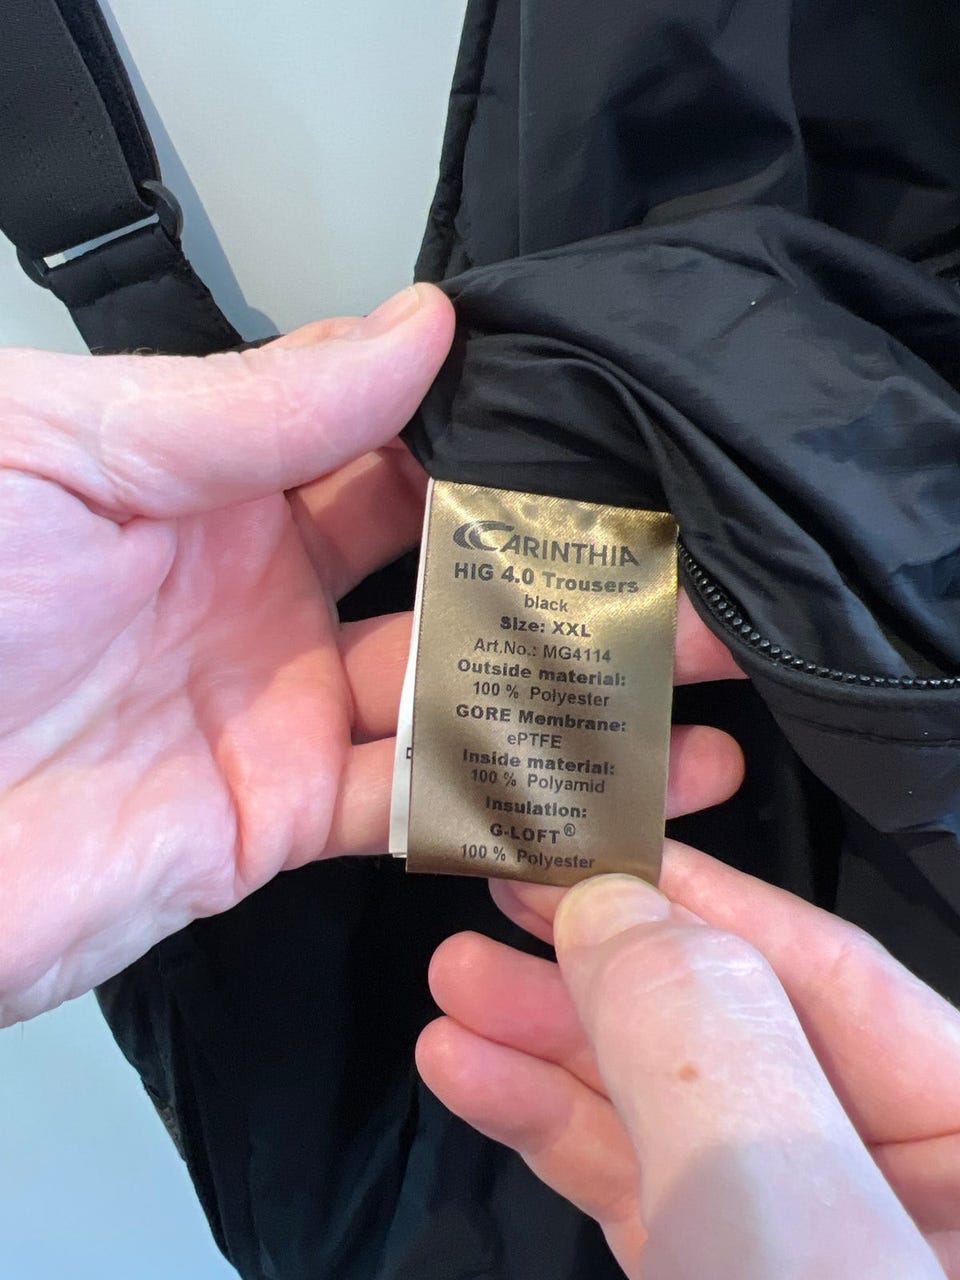 CARINTHIA
HIG 4.0 Trousers
black
Size: XXL
Art.No.: MG4114
Outside material:
100 % Polyester
GORE Membrane:
ePTFE
Inside material:
100 % Polyamid
Insulation:
G-LOFT®
100 % Polyester